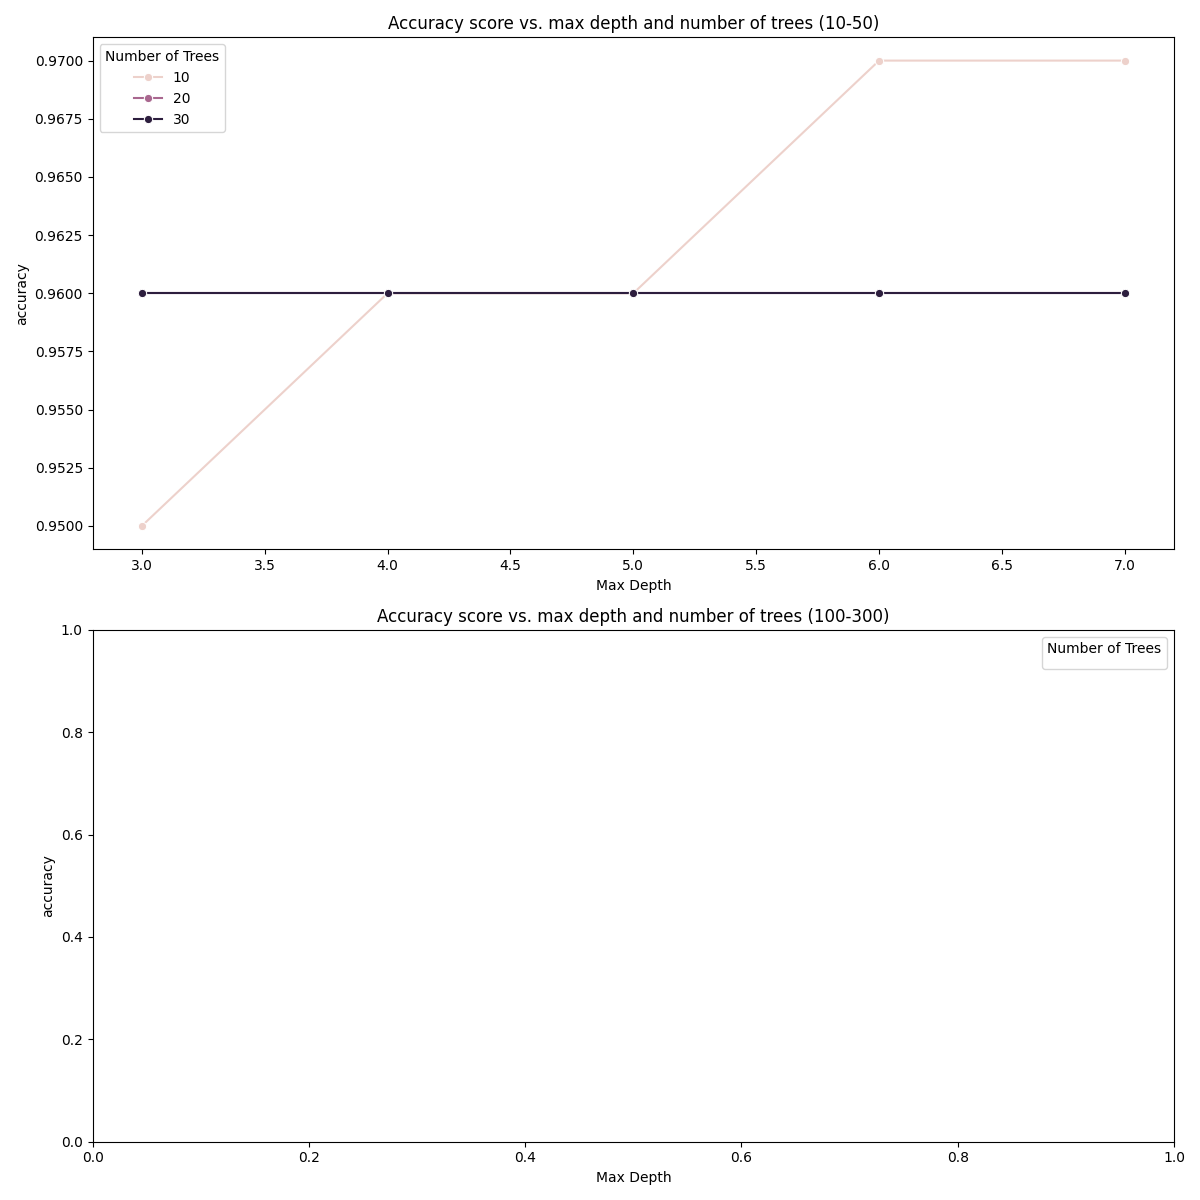 Accuracy score vs. max depth and number of trees (10-50)
Number of Trees
10
20
30
0.9700
0.9675
0.9650
0.9625
0.9600
0.9575
0.9550
0.9525
0.9500
accuracy
3.0 3.5 4.0 4.5 5.0 5.5 6.0 6.5 7.0
Max Depth
Accuracy score vs. max depth and number of trees (100-300)
Number of Trees
1.0
0.8
0.6
0.4
0.2
0.0
accuracy
0.0 0.2 0.4 0.6 0.8 1.0
Max Depth